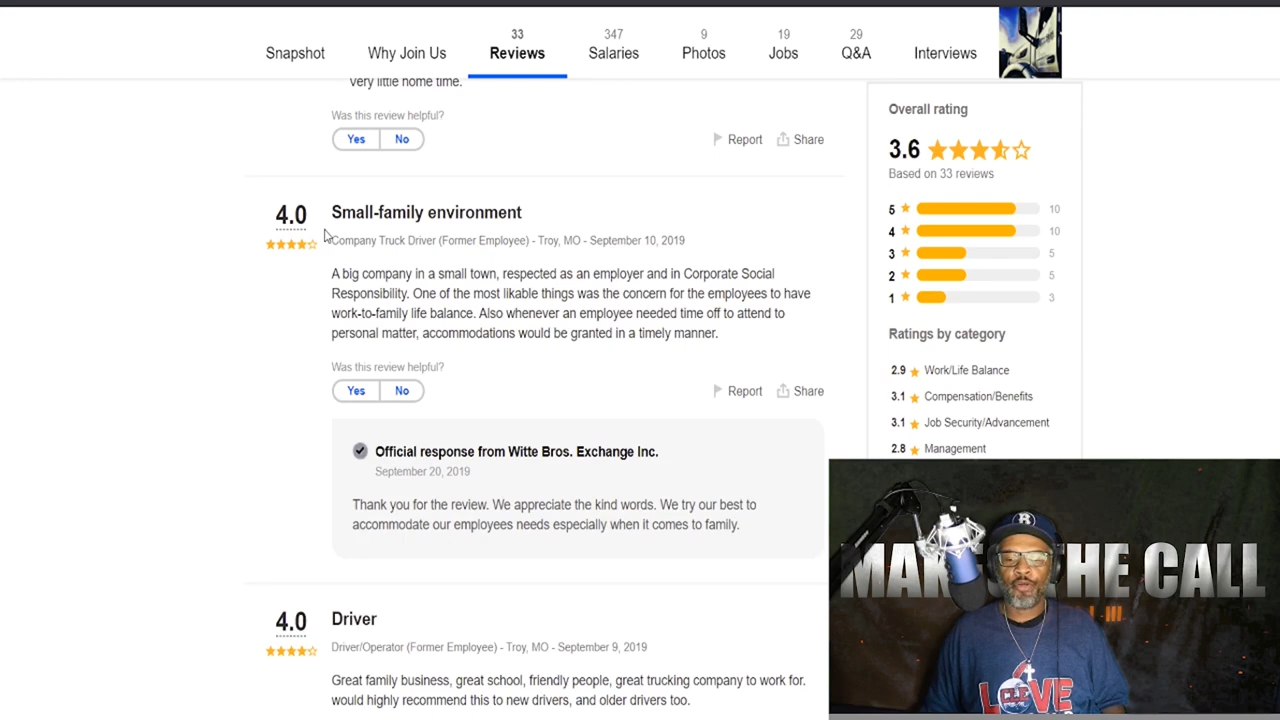 33
347
9
19
29
Snapshot
Why Join Us
Reviews
Salaries
Photos
Jobs
Q&A
Interviews
very little home time.
Was this review helpful?
Yes
No
Report
Share
4.0
Small-family environment
Company Truck Driver (Former Employee) - Troy, MO - September 10, 2019
A big company in a small town, respected as an employer and in Corporate Social
Responsibility. One of the most likable things was the concern for the employees to have
work-to-family life balance. Also whenever an employee needed time off to attend to
personal matter, accommodations would be granted in a timely manner.
Was this review helpful?
Yes
No
Report
Share
Official response from Witte Bros. Exchange Inc.
September 20, 2019
Thank you for the review. We appreciate the kind words. We try our best to
accommodate our employees needs especially when it comes to family.
4.0
Driver
Driver/Operator (Former Employee) - Troy, MO - September 9, 2019
Great family business, great school, friendly people, great trucking company to work for.
would highly recommend this to new drivers, and older drivers too.
Overall rating
3.6
Based on 33 reviews
5 10
4 10
3 5
2 5
1 3
Ratings by category
2.9 Work/Life Balance
3.1 Compensation/Benefits
3.1 Job Security/Advancement
2.8 Management
THE CALL